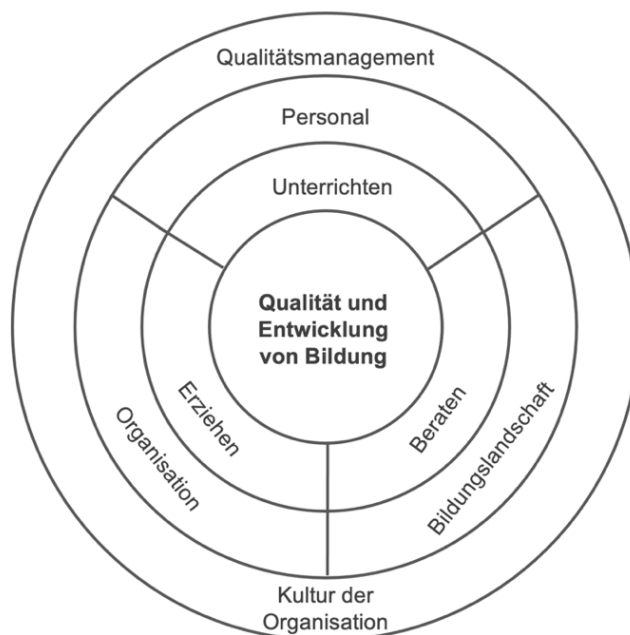 Qualitätsmanagement
Personal
Unterrichten
Qualität und
Entwicklung
von Bildung
Erziehen
Beraten
Organisation
Bildungslandschaft
Kultur der
Organisation